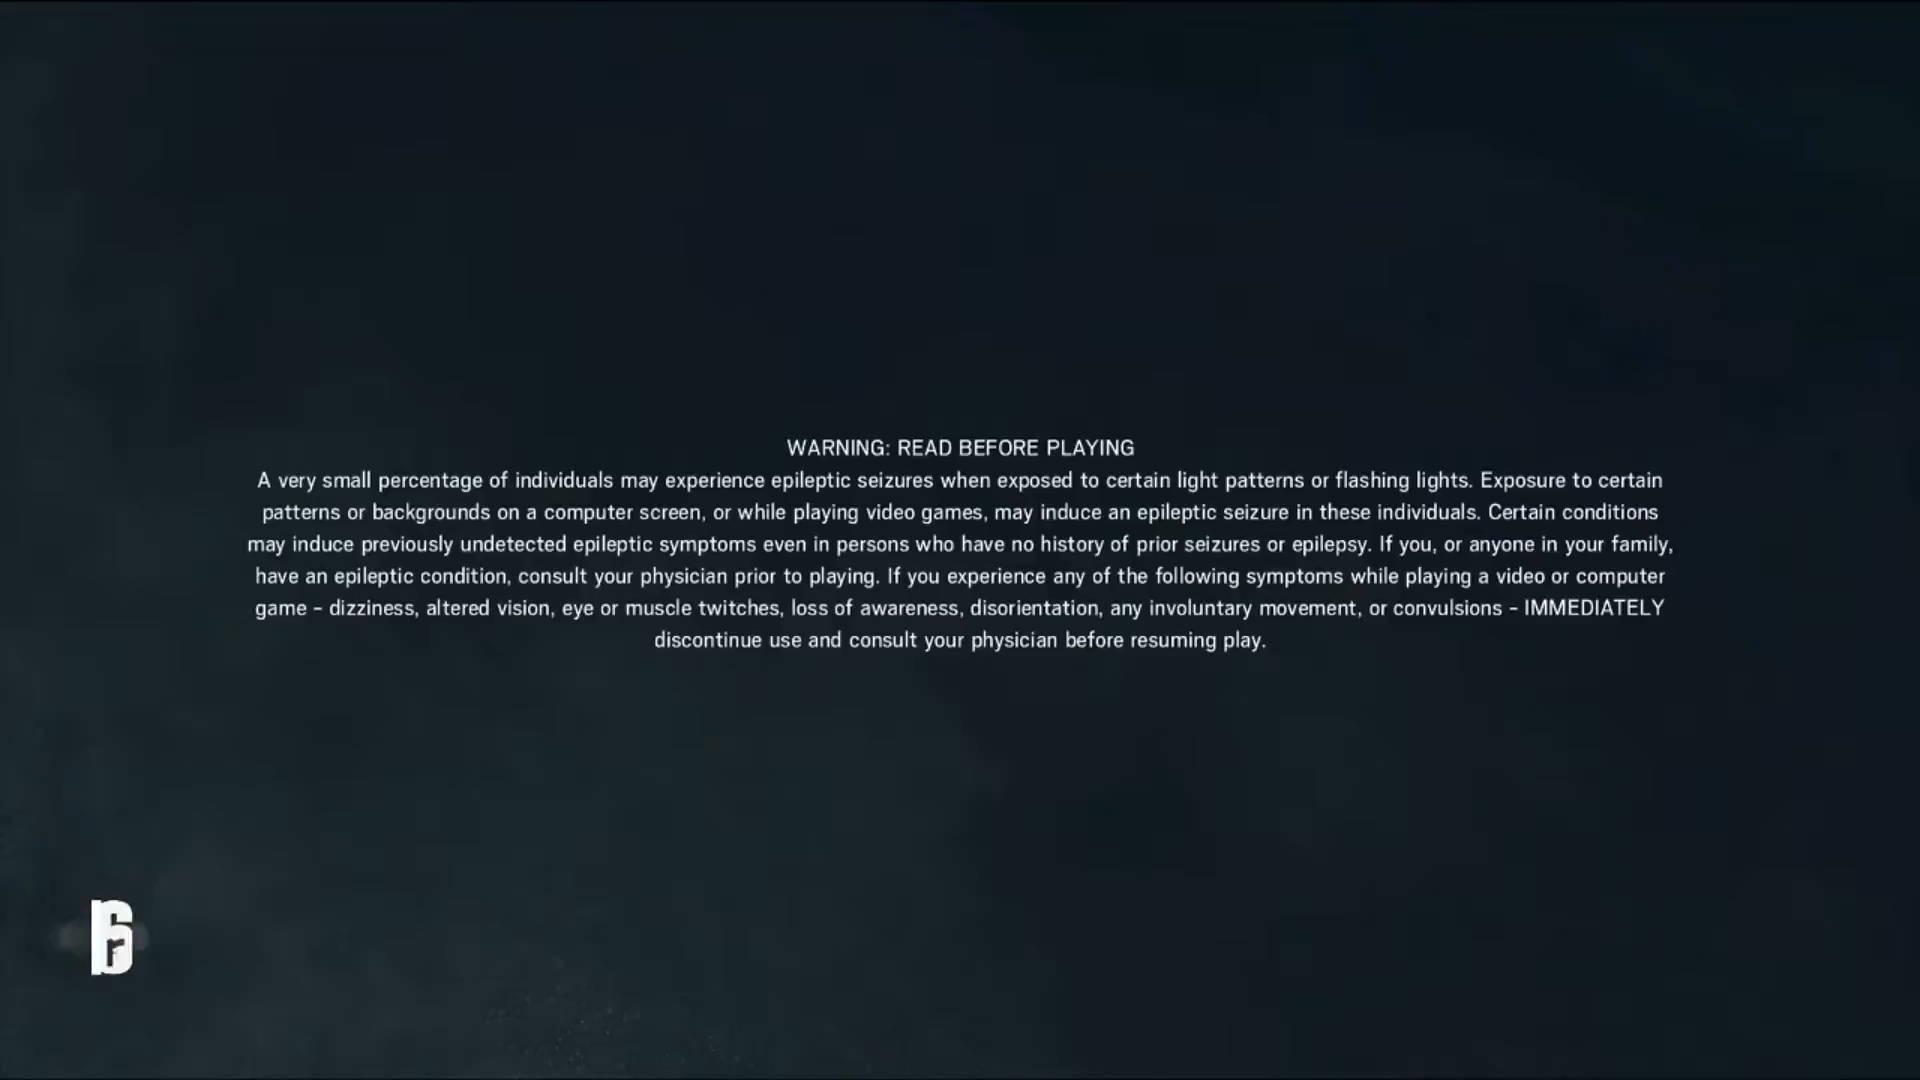 WARNING: READ BEFORE PLAYING
A very small percentage of individuals may experience epileptic seizures when exposed to certain light patterns or flashing lights. Exposure to certain
patterns or backgrounds on a computer screen, or while playing video games, may induce an epileptic seizure in these individuals. Certain conditions
may induce previously undetected epileptic symptoms even in persons who have no history of prior seizures or epilepsy. If you, or anyone in your family,
have an epileptic condition, consult your physician prior to playing. If you experience any of the following symptoms while playing a video or computer
game – dizziness, altered vision, eye or muscle twitches, loss of awareness, disorientation, any involuntary movement, or convulsions – IMMEDIATELY
discontinue use and consult your physician before resuming play.
6